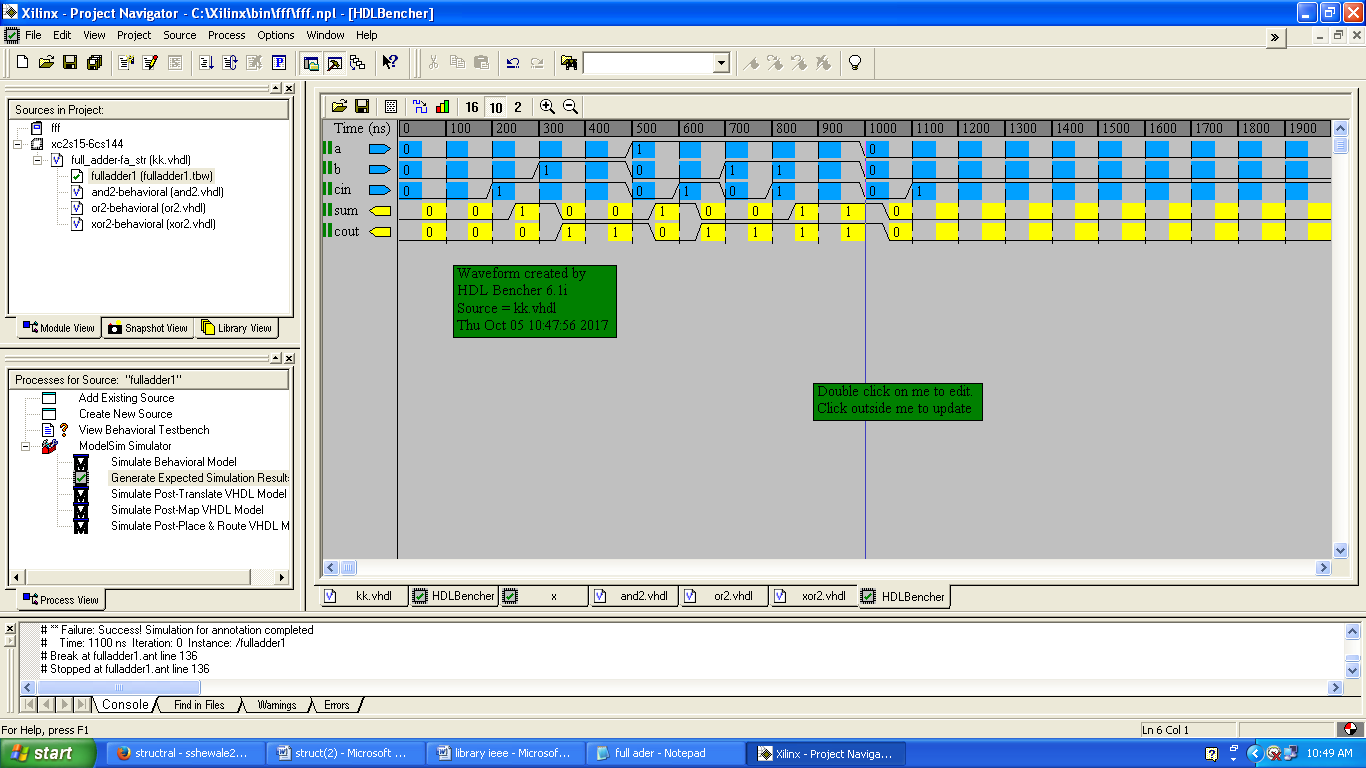 Xilinx - Project Navigator - C:\Xilinx\bin\fff\fff.npl - [HDLBencher]
File Edit View Project Source Process Options Window Help
»
P
16 10 2
Sources in Project:
fff
xc2s15-6cs144
full_adder-fa_str (kk.vhdl)
fulladder1 (fulladder1.tbw)
and2-behavioral (and2.vhdl)
or2-behavioral (or2.vhdl)
xor2-behavioral (xor2.vhdl)
Module View Snapshot View Library View
Processes for Source: "fulladder1"
Add Existing Source
Create New Source
View Behavioral Testbench
ModelSim Simulator
Simulate Behavioral Model
Generate Expected Simulation Results
Simulate Post-Translate VHDL Model
Simulate Post-Map VHDL Model
Simulate Post-Place & Route VHDL M
Process View
Time (ns) 0 100 200 300 400 500 600 700 800 900 1000 1100 1200 1300 1400 1500 1600 1700 1800 1900
a 0 1 0
b 0 1 0 1 1 0
cin 0 1 0 1 0 1 0 1
sum 0 0 1 0 0 1 0 0 1 1 0
cout 0 0 0 1 1 0 1 1 1 1 0
Waveform created by
HDL Bencher 6.1i
Source = kk.vhdl
Thu Oct 05 10:47:56 2017
Double click on me to edit.
Click outside me to update
kk.vhdl HDLBencher x and2.vhdl or2.vhdl xor2.vhdl HDLBencher
# ** Failure: Success! Simulation for annotation completed
# Time: 1100 ns Iteration: 0 Instance: /fulladder1
# Break at fulladder1.ant line 136
# Stopped at fulladder1.ant line 136
Console Find in Files Warnings Errors
For Help, press F1
Ln 6 Col 1
start structral - sshewale2... struct(2) - Microsoft ... library ieee - Microsof... full ader - Notepad Xilinx - Project Naviga... 10:49 AM